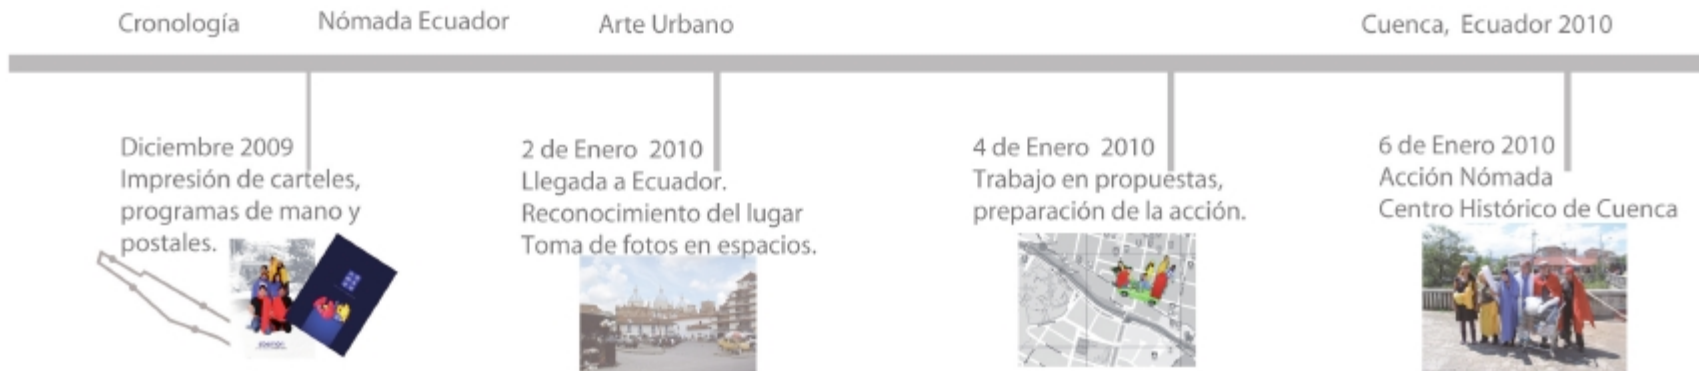 Cronología
Nómada Ecuador
Arte Urbano
Cuenca, Ecuador 2010
Diciembre 2009
Impresión de carteles,
programas de mano y
postales.
2 de Enero 2010
Llegada a Ecuador.
Reconocimiento del lugar
Toma de fotos en espacios.
4 de Enero 2010
Trabajo en propuestas,
preparación de la acción.
6 de Enero 2010
Acción Nómada
Centro Histórico de Cuenca